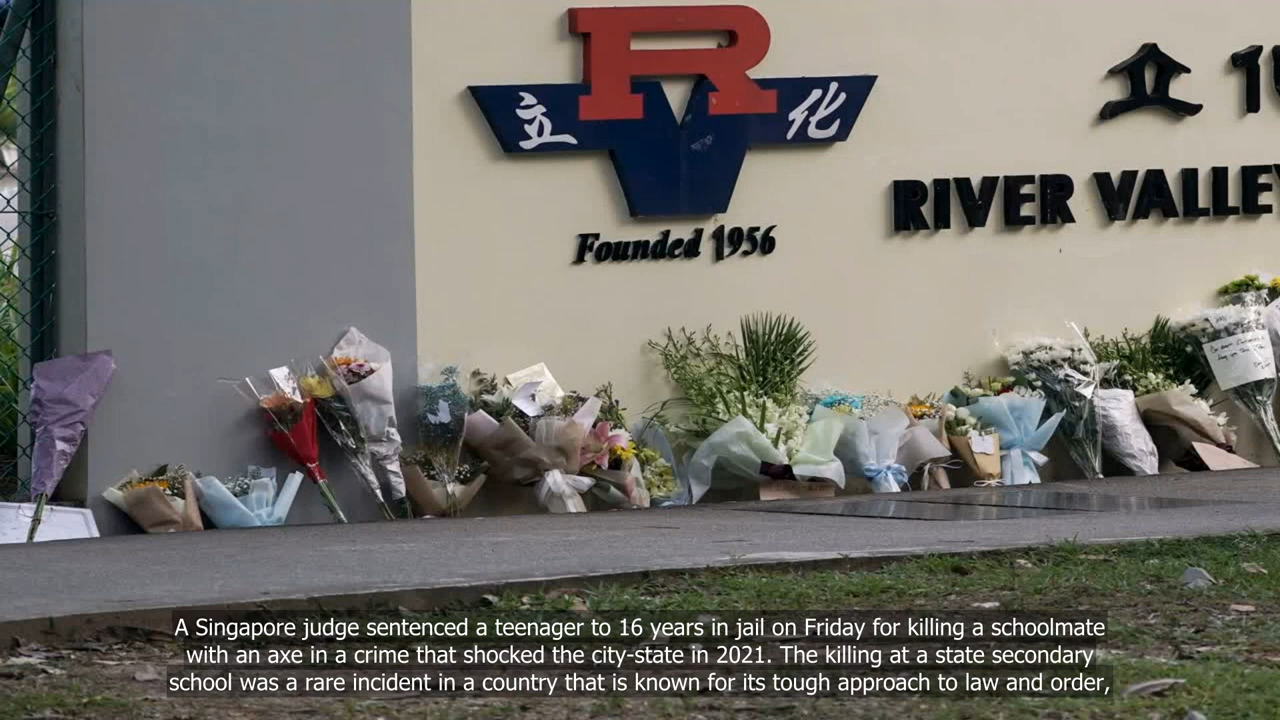 R
立 化
Founded 1956
立 化
RIVER VALLEY
A Singapore judge sentenced a teenager to 16 years in jail on Friday for killing a schoolmate
with an axe in a crime that shocked the city-state in 2021. The killing at a state secondary
school was a rare incident in a country that is known for its tough approach to law and order,